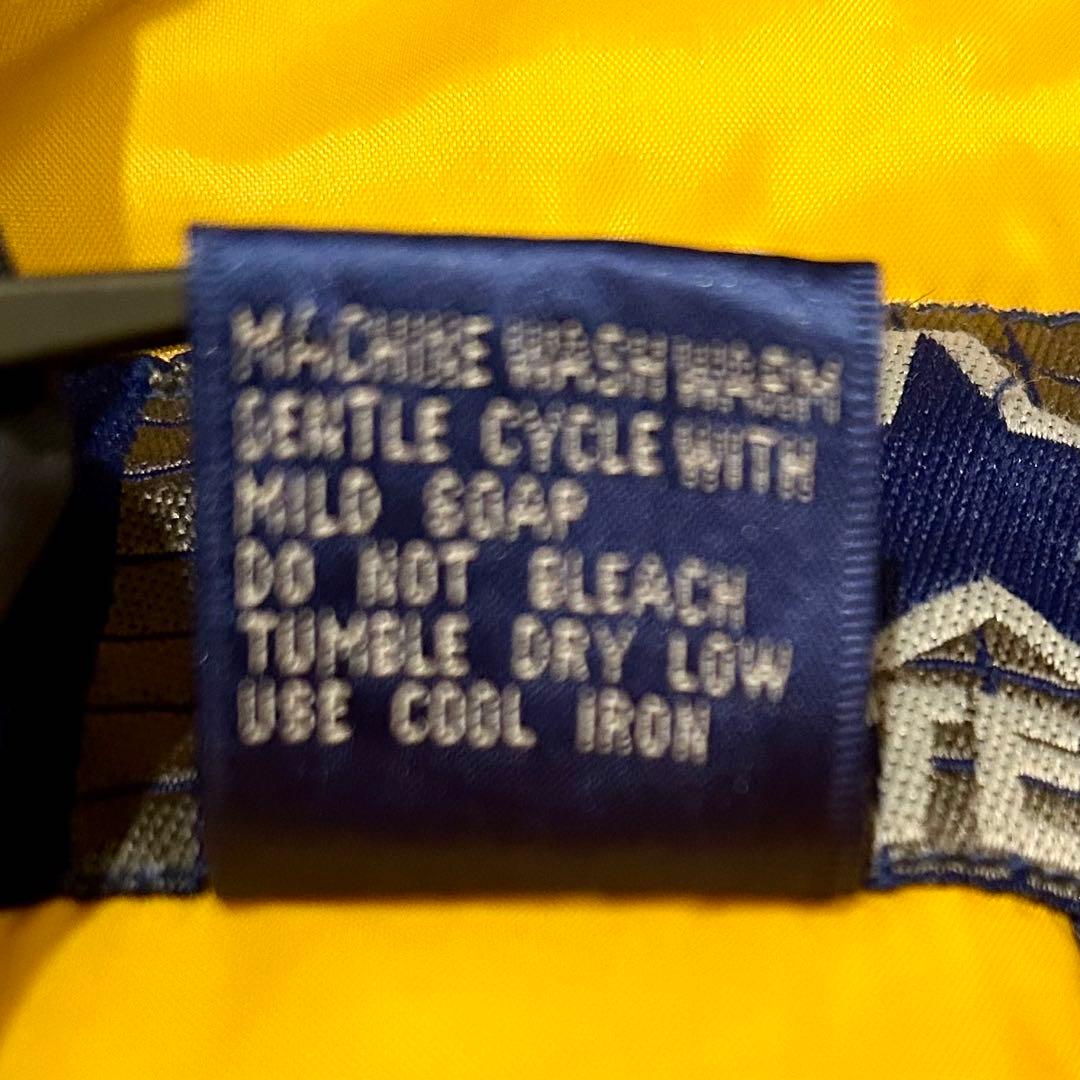 MACHINE WASH WARM
GENTLE CYCLE WITH
MILD SOAP
DO NOT BLEACH
TUMBLE DRY LOW
USE COOL IRON